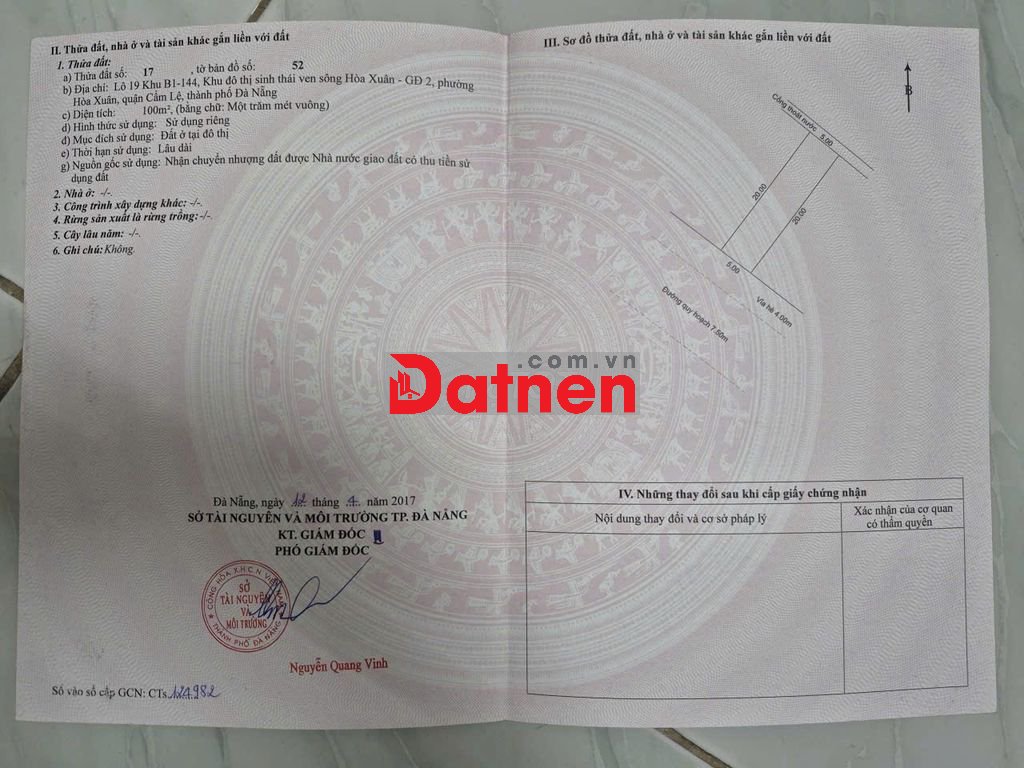 II. Thửa đất, nhà ở và tài sản khác gắn liền với đất
1. Thửa đất:
a) Thửa đất số: 17 , tờ bản đồ số: 52
b) Địa chỉ: Lô 19 Khu B1-144, Khu đô thị sinh thái ven sông Hòa Xuân - GĐ 2, phường
Hòa Xuân, quận Cẩm Lệ, thành phố Đà Nẵng
c) Diện tích: 100m², (bằng chữ: Một trăm mét vuông)
d) Hình thức sử dụng: Sử dụng riêng
đ) Mục đích sử dụng: Đất ở tại đô thị
e) Thời hạn sử dụng: Lâu dài
g) Nguồn gốc sử dụng: Nhận chuyển nhượng đất được Nhà nước giao đất có thu tiền sử
dụng đất
2. Nhà ở: -/-.
3. Công trình xây dựng khác: -/-.
4. Rừng sản xuất là rừng trồng: -/-.
5. Cây lâu năm: -/-.
6. Ghi chú: Không.
Đà Nẵng, ngày 12 tháng 4 năm 2017
SỞ TÀI NGUYÊN VÀ MÔI TRƯỜNG TP. ĐÀ NẴNG
KT. GIÁM ĐỐC
PHÓ GIÁM ĐỐC
CỘNG HÒA X.H.C.N VIỆT NAM
SỞ
TÀI NGUYÊN
VÀ
MÔI TRƯỜNG
THÀNH PHỐ ĐÀ NẴNG
Nguyễn Quang Vinh
Số vào sổ cấp GCN: CTs 124982
III. Sơ đồ thửa đất, nhà ở và tài sản khác gắn liền với đất
B
Cống thoát nước 5.00
20.00
20.00
5.00
Vỉa hè 4.00m
Đường quy hoạch 7.50m
.com.vn
Datnen
IV. Những thay đổi sau khi cấp giấy chứng nhận
Nội dung thay đổi và cơ sở pháp lý
Xác nhận của cơ quan
có thẩm quyền